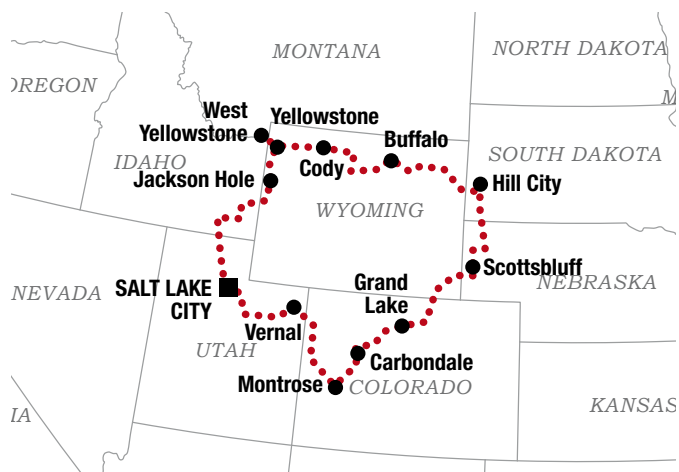 MONTANA
NORTH DAKOTA
OREGON
M
West
Yellowstone
Yellowstone
Buffalo
IDAHO
Cody
SOUTH DAKOTA
Jackson Hole
Hill City
WYOMING
Scottsbluff
NEBRASKA
Grand
Lake
NEVADA
SALT LAKE
CITY
Vernal
UTAH
Carbondale
Montrose
COLORADO
KANSAS
IA